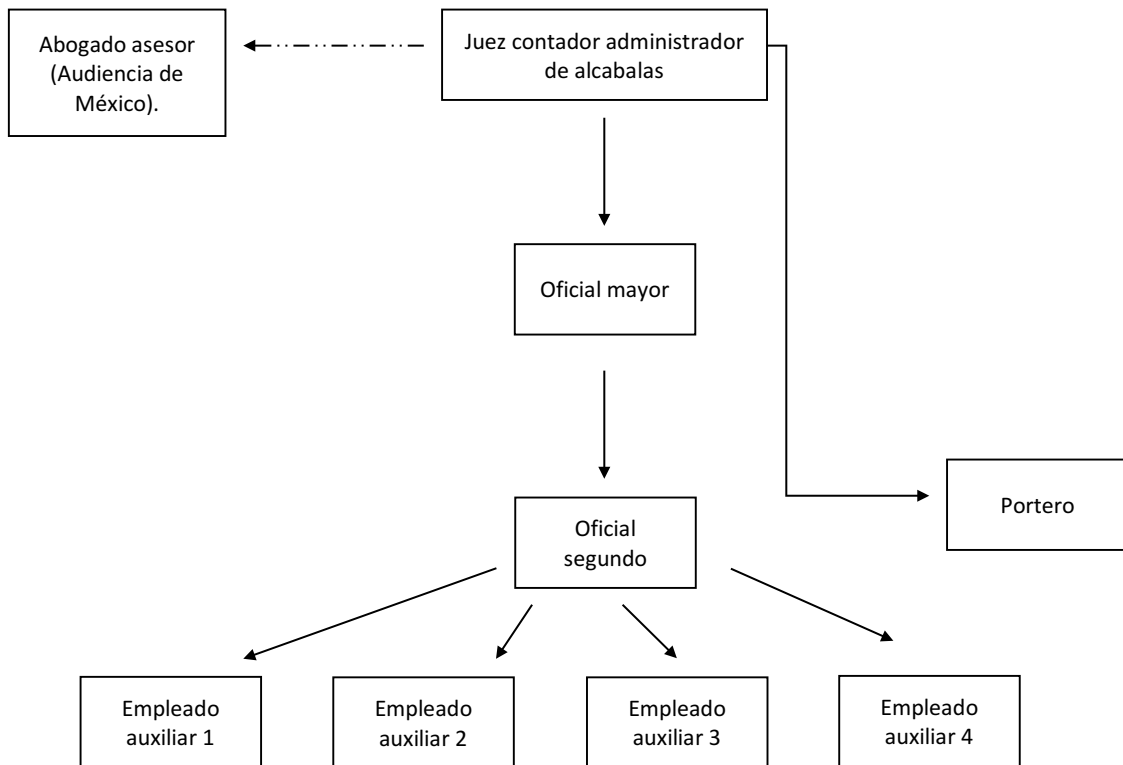 Abogado asesor
(Audiencia de
México).
Juez contador administrador
de alcabalas
Oficial mayor
Portero
Oficial
segundo
Empleado
auxiliar 1
Empleado
auxiliar 2
Empleado
auxiliar 3
Empleado
auxiliar 4